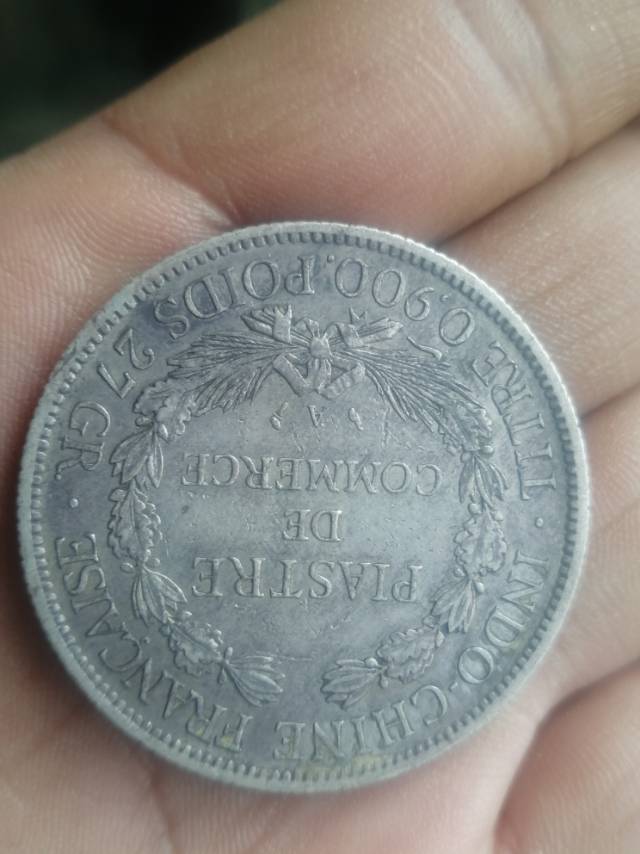 INDO-CHINE FRANÇAISE
PIASTRE
DE
COMMERCE
A
TITRE 0.900. POIDS 27 GR.